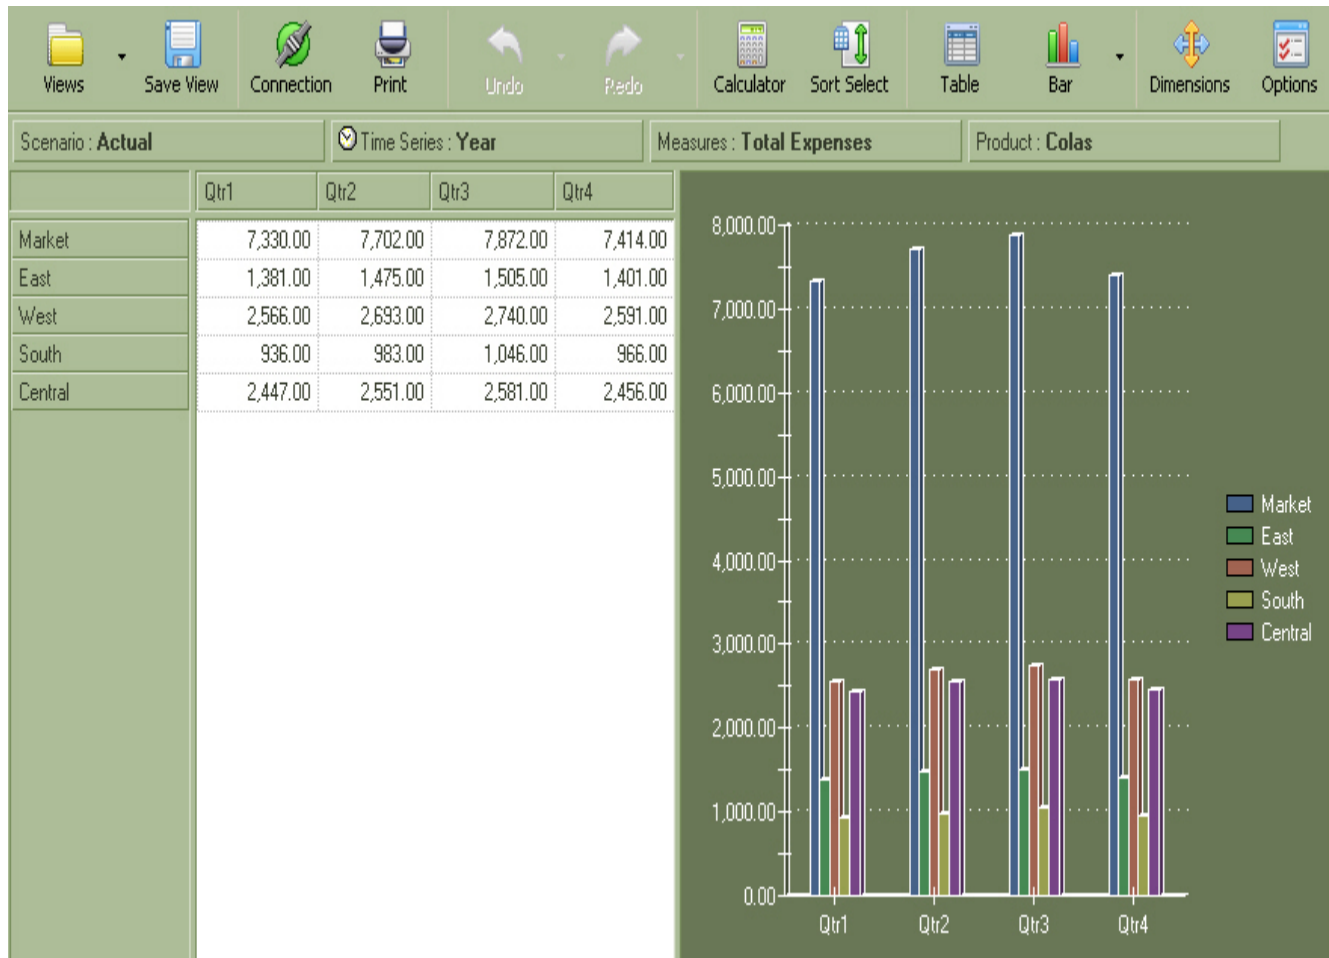 Views Save View Connection Print Undo Redo Calculator Sort Select Table Bar Dimensions Options
Scenario : Actual Time Series : Year Measures : Total Expenses Product : Colas
Qtr1 Qtr2 Qtr3 Qtr4
Market 7,330.00 7,702.00 7,872.00 7,414.00
East 1,381.00 1,475.00 1,505.00 1,401.00
West 2,566.00 2,693.00 2,740.00 2,591.00
South 936.00 983.00 1,046.00 966.00
Central 2,447.00 2,551.00 2,581.00 2,456.00
8,000.00
7,000.00
6,000.00
5,000.00
4,000.00
3,000.00
2,000.00
1,000.00
0.00
Qtr1 Qtr2 Qtr3 Qtr4
Market
East
West
South
Central